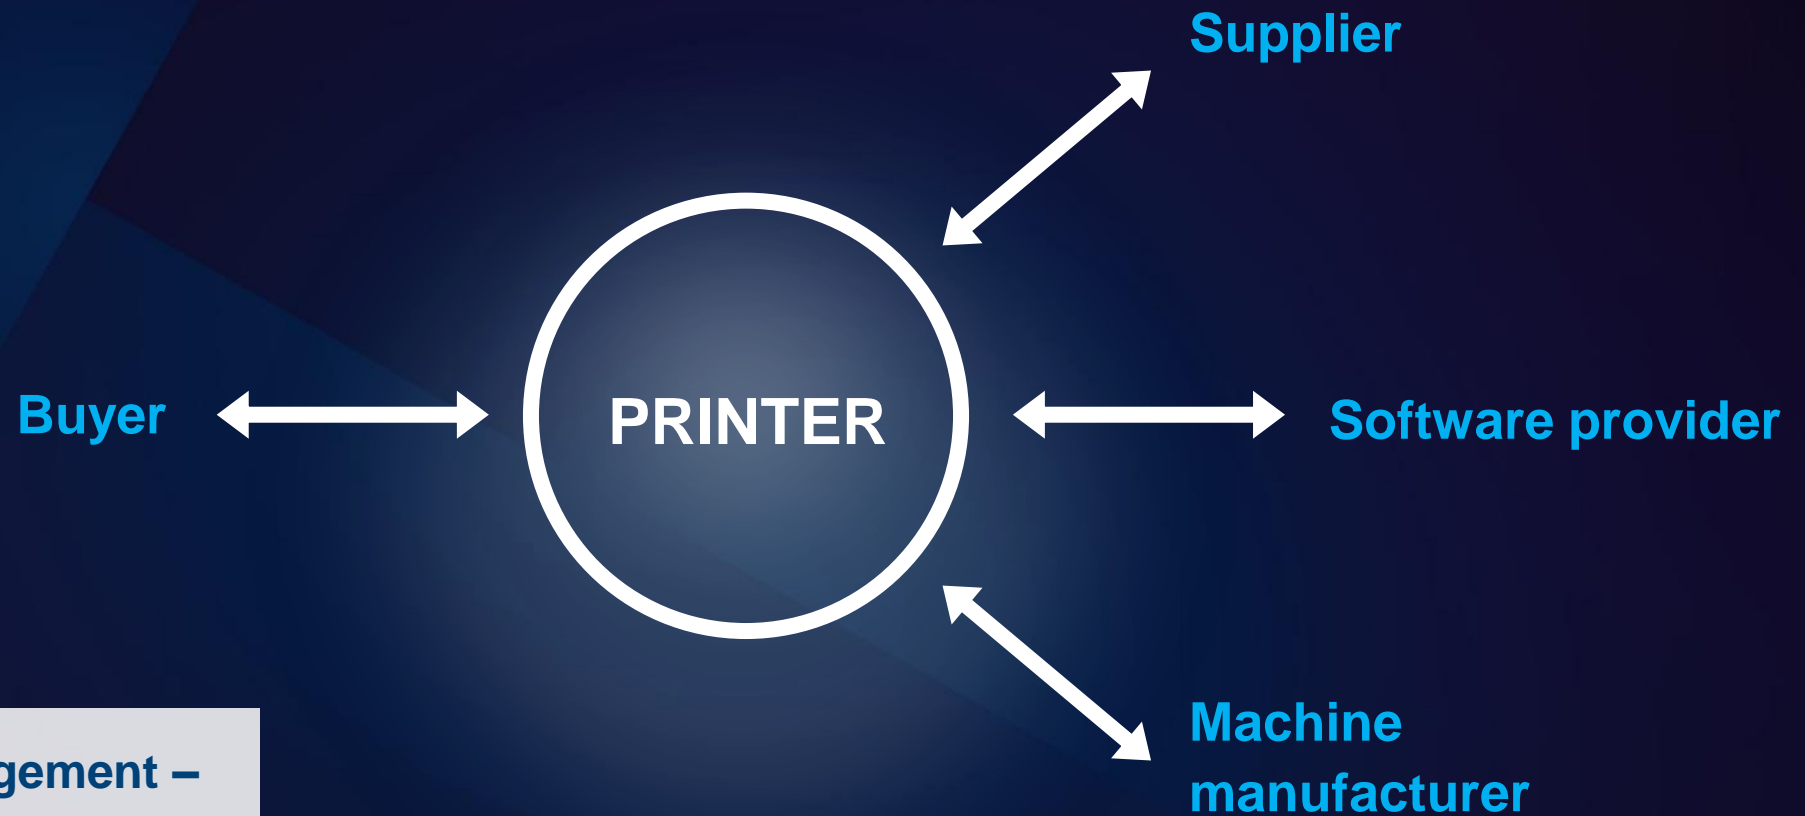 Supplier
Buyer
PRINTER
Software provider
Machine
manufacturer
gement –